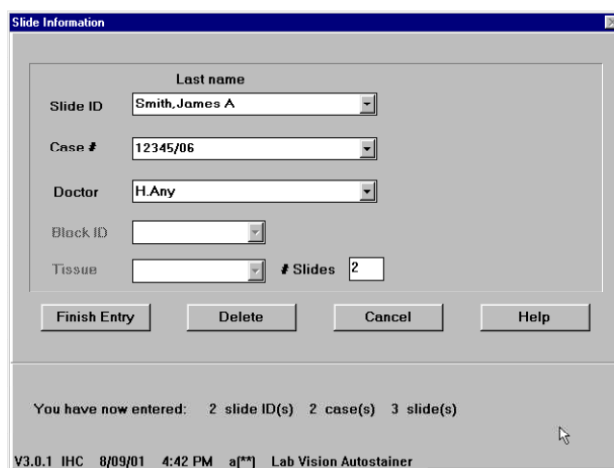 Slide Information
Last name
Slide ID Smith,James A
Case # 12345/06
Doctor H.Any
Block ID
Tissue # Slides 2
Finish Entry Delete Cancel Help
You have now entered: 2 slide ID(s) 2 case(s) 3 slide(s)
V3.0.1 IHC 8/09/01 4:42 PM a[**] Lab Vision Autostainer